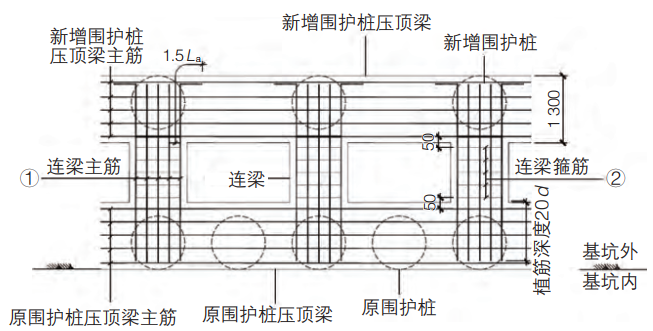 新增围护桩压顶梁
新增围护桩
压顶梁主筋
新增围护桩
1.5La
1 300
50
① 连梁主筋
连梁
连梁箍筋 ②
50
植筋深度20d
基坑外
基坑内
原围护桩压顶梁主筋
原围护桩压顶梁
原围护桩